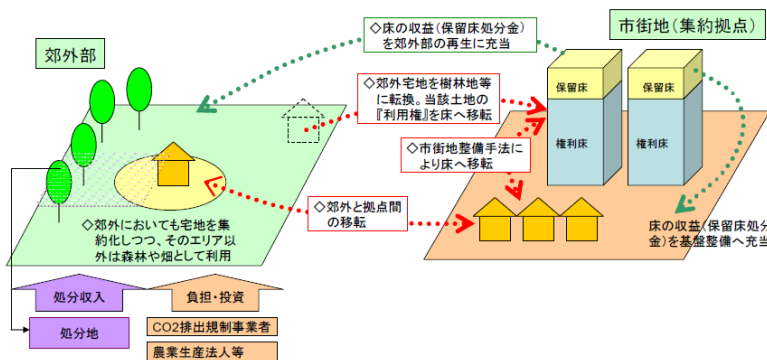 郊外部
◇床の収益(保留床処分金)
を郊外部の再生に充当
市街地(集約拠点)
◇郊外宅地を樹林地等
に転換。当該土地の
『利用権』を床へ移転
保留床
保留床
権利床
権利床
◇市街地整備手法に
より床へ移転
◇郊外と拠点間
の移転
◇郊外においても宅地を集
約化しつつ、そのエリア以
外は森林や畑として利用
床の収益(保留床処分
金)を基盤整備へ充当
処分収入
負担・投資
処分地
CO2排出規制事業者
農業生産法人等